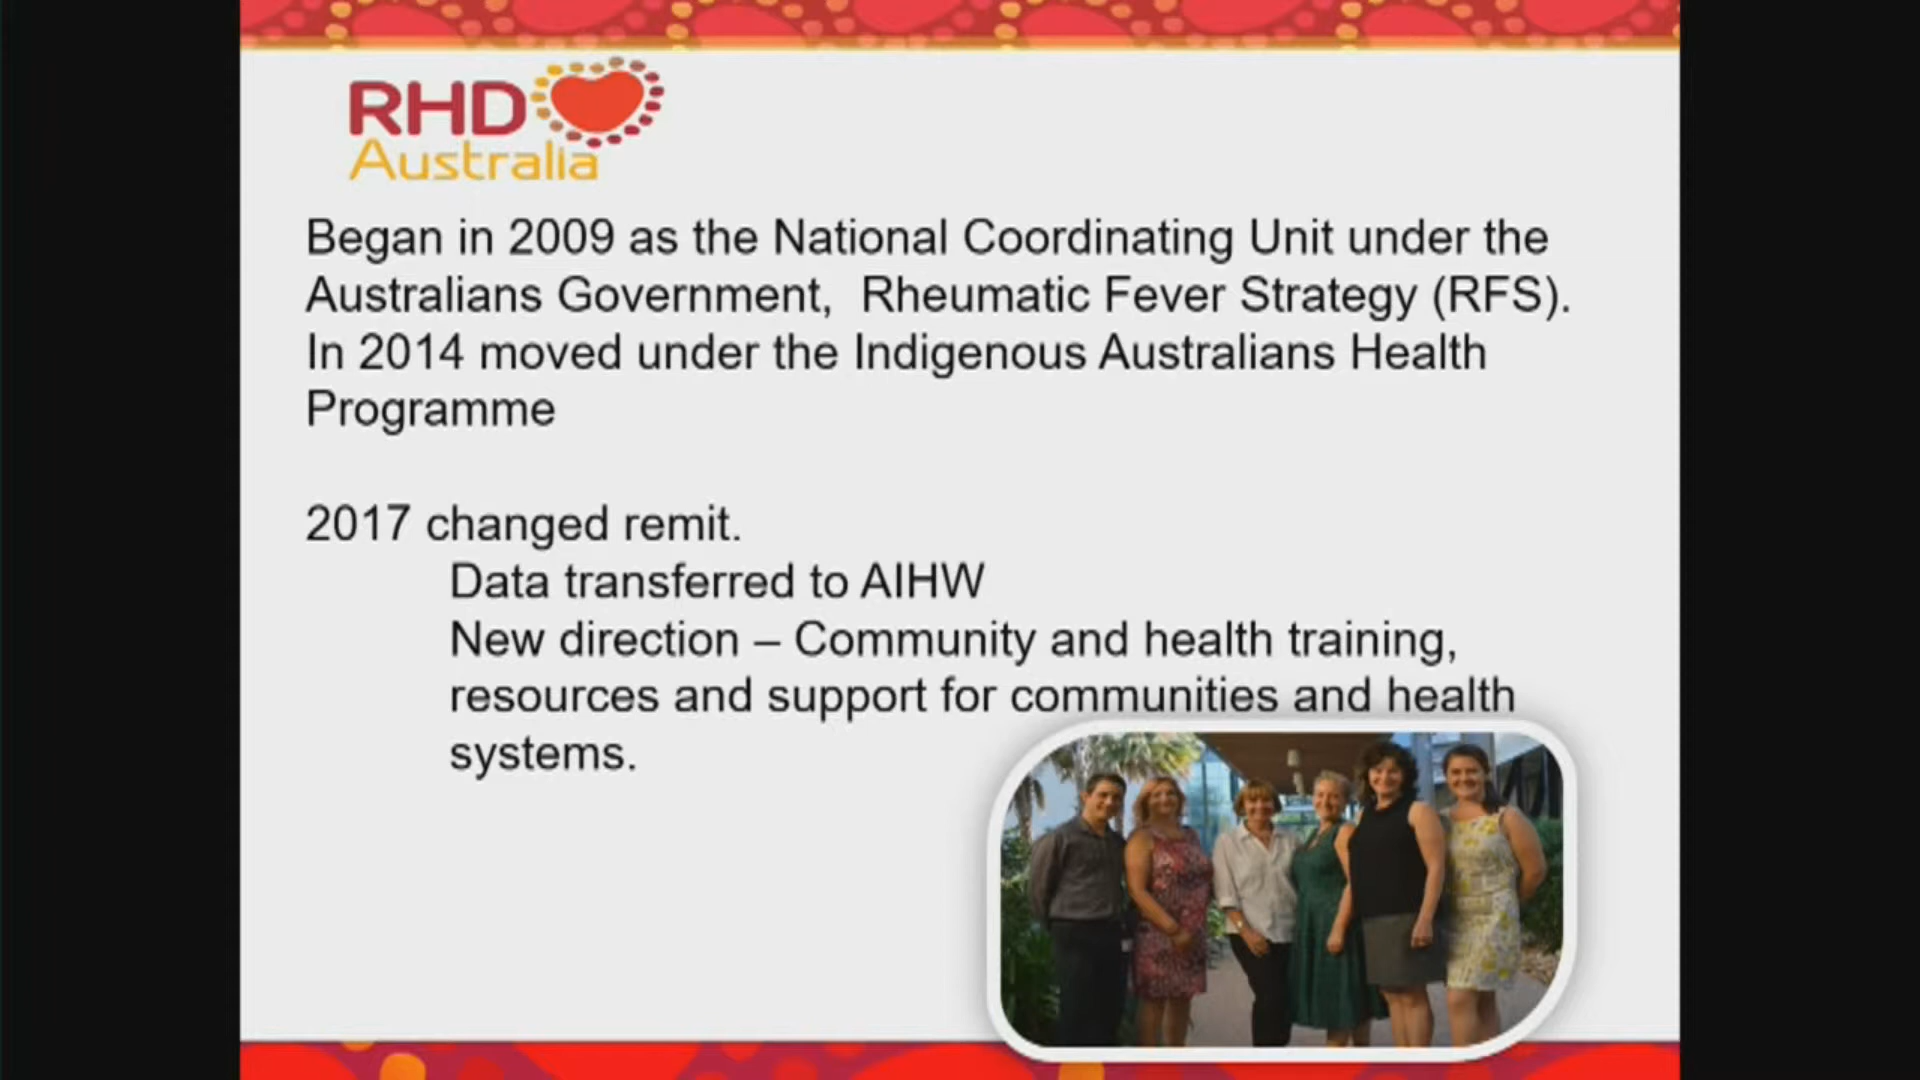 RHD
Australia
Began in 2009 as the National Coordinating Unit under the
Australians Government,  Rheumatic Fever Strategy (RFS).
In 2014 moved under the Indigenous Australians Health
Programme
2017 changed remit.
Data transferred to AIHW
New direction – Community and health training,
resources and support for communities and health
systems.